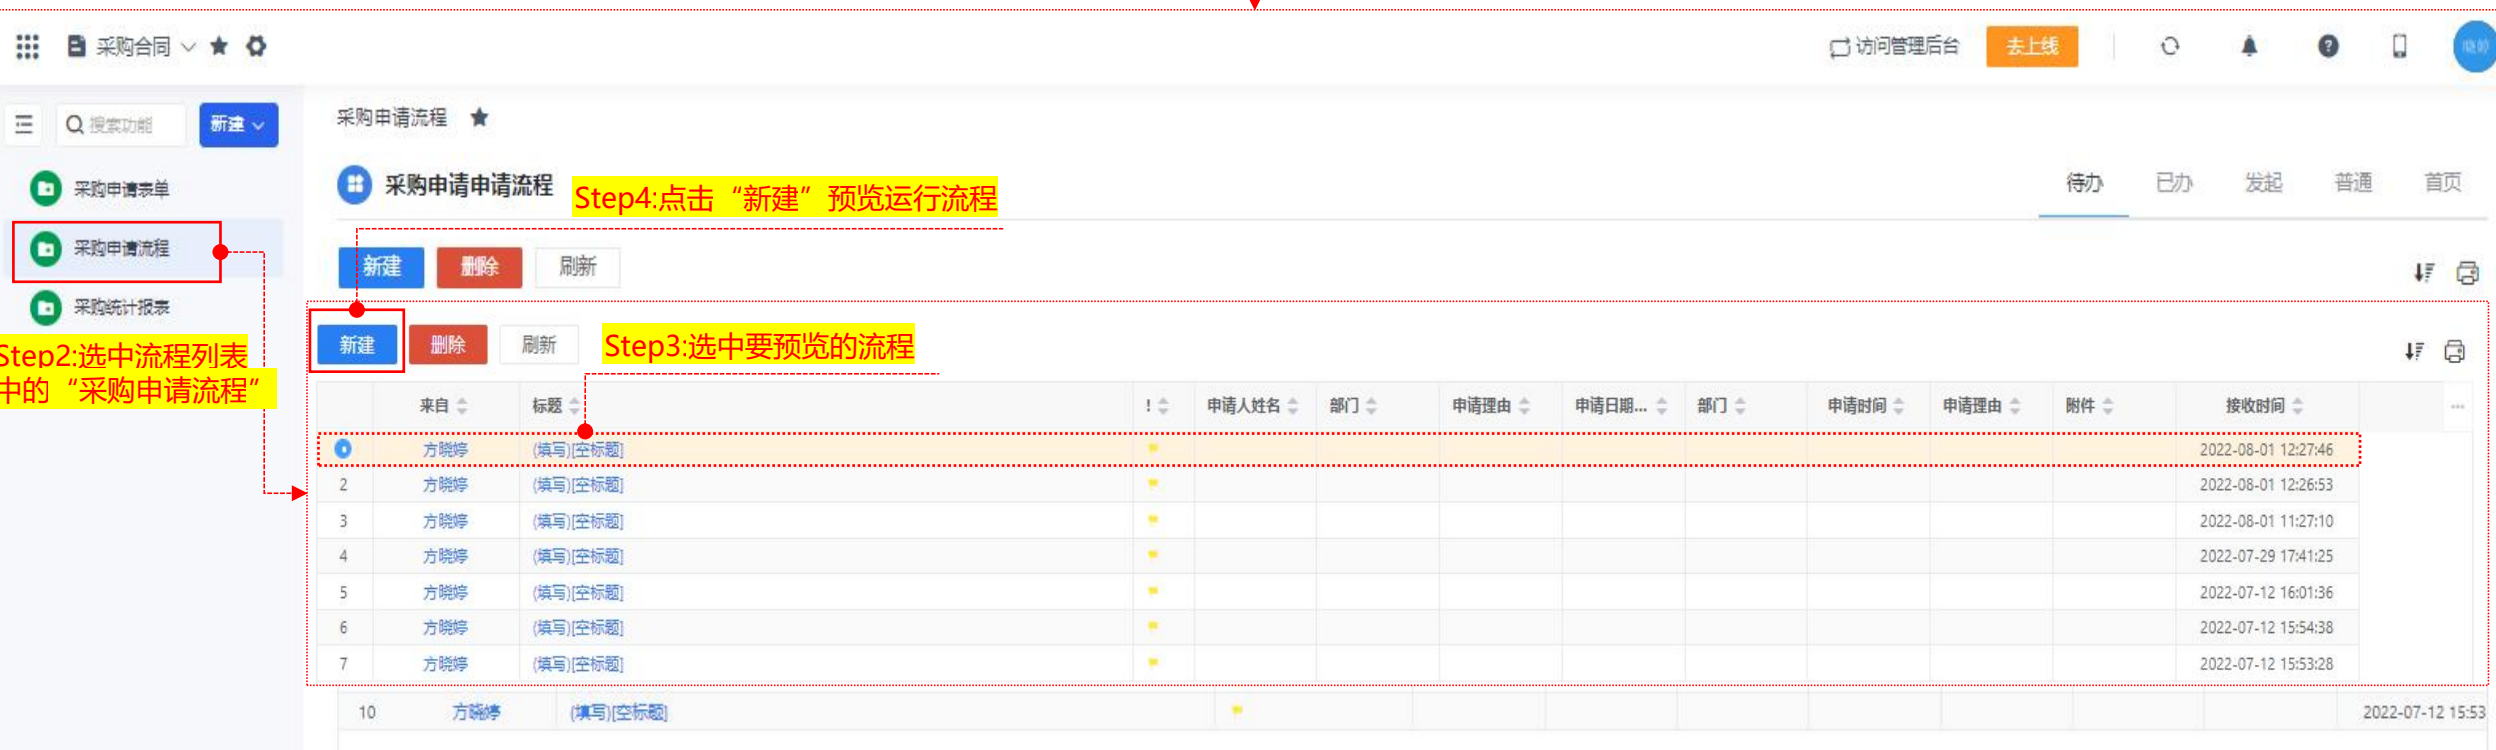 采购合同
访问管理后台 去上线
搜索功能 新建
采购申请流程
采购申请表单
采购申请申请流程
Step4:点击“新建”预览运行流程
待办 已办 发起 普通 首页
采购申请流程
新建 删除 刷新
采购统计报表
新建 删除 刷新
Step3:选中要预览的流程
Step2:选中流程列表
中的“采购申请流程”
来自 标题 ! 申请人姓名 部门 申请理由 申请日期... 部门 申请时间 申请理由 附件 接收时间 ...
方晓婷 (填写)[空标题] 2022-08-01 12:27:46
2 方晓婷 (填写)[空标题] 2022-08-01 12:26:53
3 方晓婷 (填写)[空标题] 2022-08-01 11:27:10
4 方晓婷 (填写)[空标题] 2022-07-29 17:41:25
5 方晓婷 (填写)[空标题] 2022-07-12 16:01:36
6 方晓婷 (填写)[空标题] 2022-07-12 15:54:38
7 方晓婷 (填写)[空标题] 2022-07-12 15:53:28
10 方晓婷 (填写)[空标题] 2022-07-12 15:53